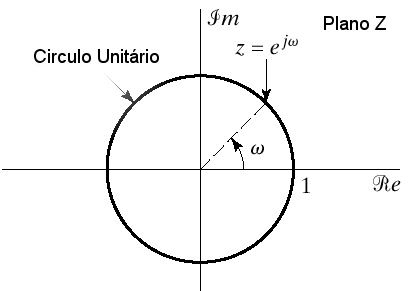 ℐm
Plano Z
Circulo Unitário
z = e^{jω}
ω
1
ℛe